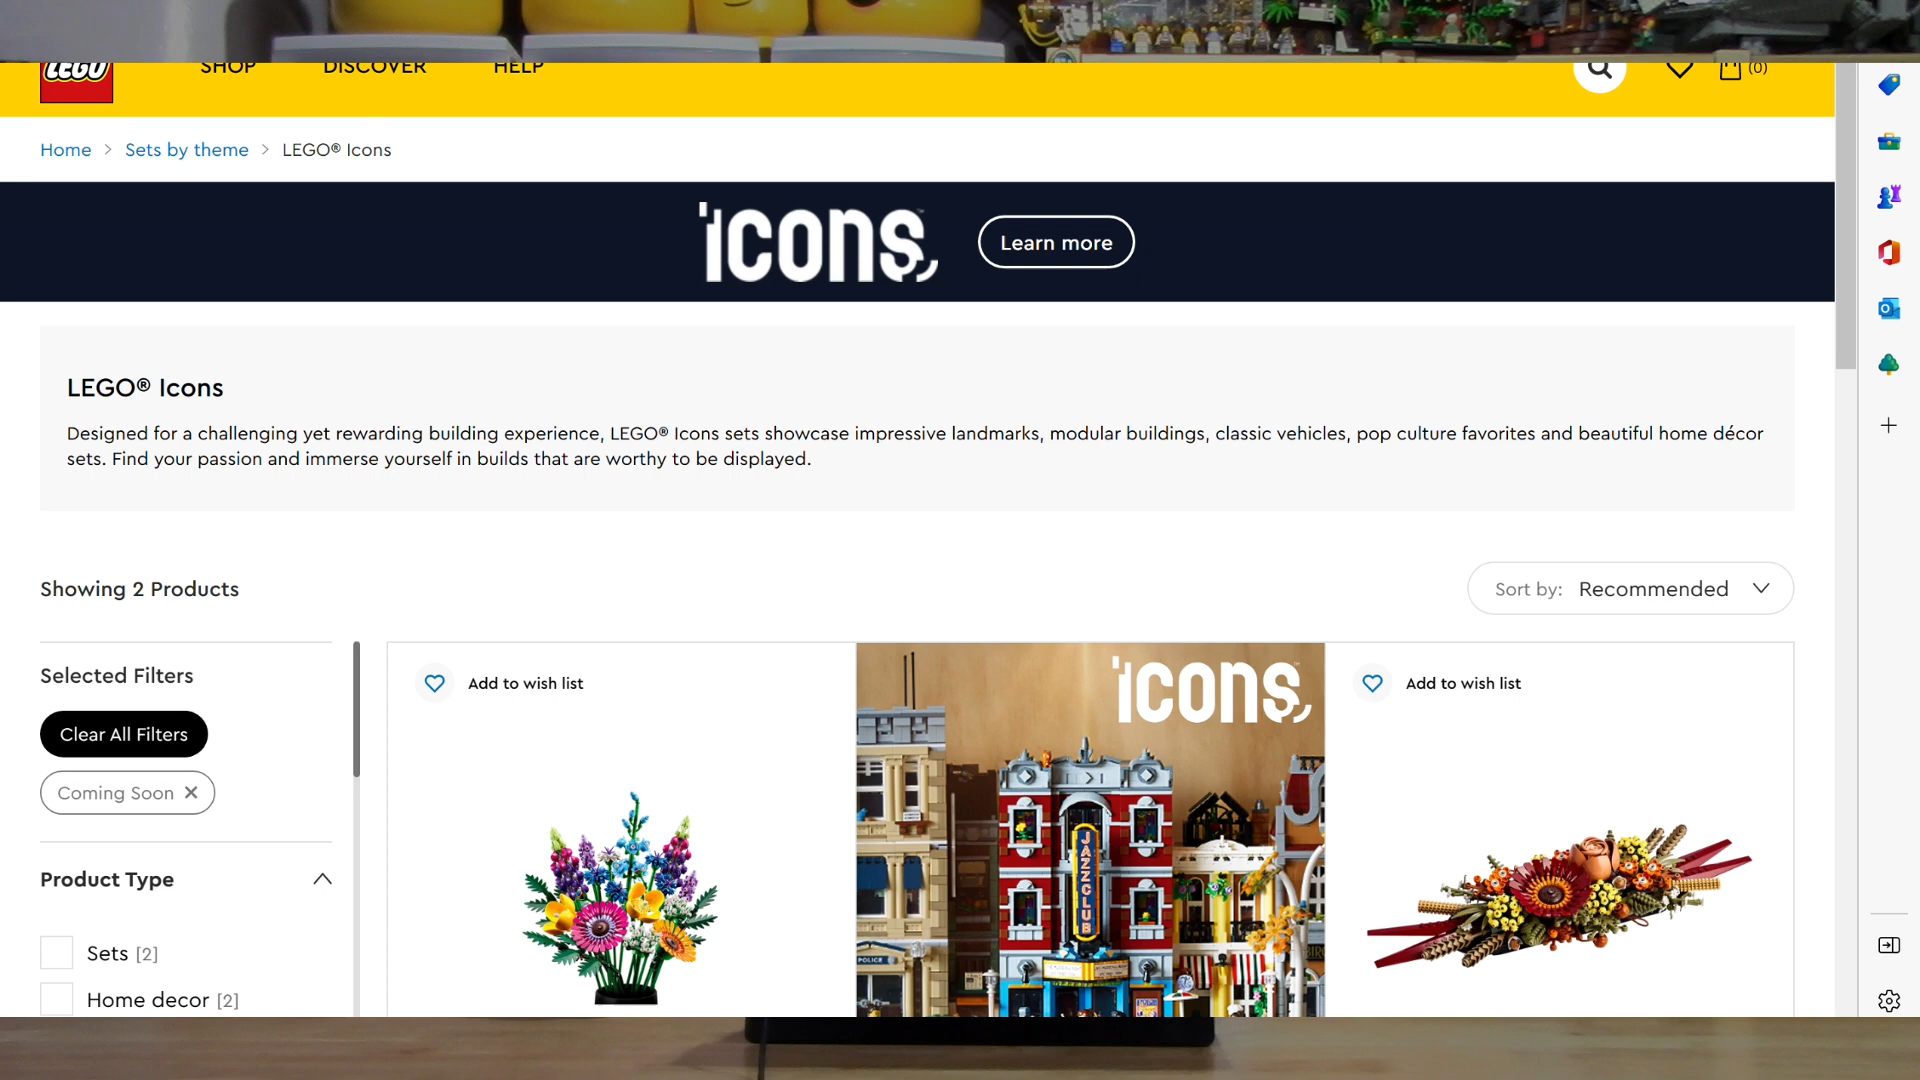 LEGO
SHOP DISCOVER HELP
(0)
Home > Sets by theme > LEGO® Icons
icons™
Learn more
LEGO® Icons
Designed for a challenging yet rewarding building experience, LEGO® Icons sets showcase impressive landmarks, modular buildings, classic vehicles, pop culture favorites and beautiful home décor
sets. Find your passion and immerse yourself in builds that are worthy to be displayed.
Showing 2 Products
Sort by: Recommended
Selected Filters
Clear All Filters
Coming Soon ✕
Product Type
Sets [2]
Home decor [2]
Add to wish list
icons™
JAZZ CLUB
POLICE
Add to wish list